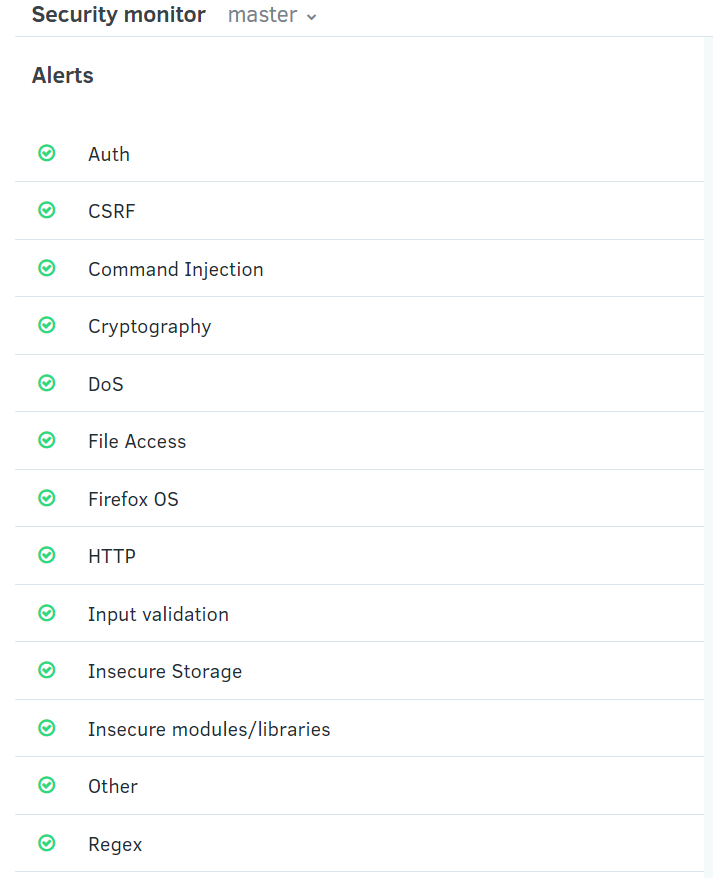 Security monitor master
Alerts
Auth
CSRF
Command Injection
Cryptography
DoS
File Access
Firefox OS
HTTP
Input validation
Insecure Storage
Insecure modules/libraries
Other
Regex